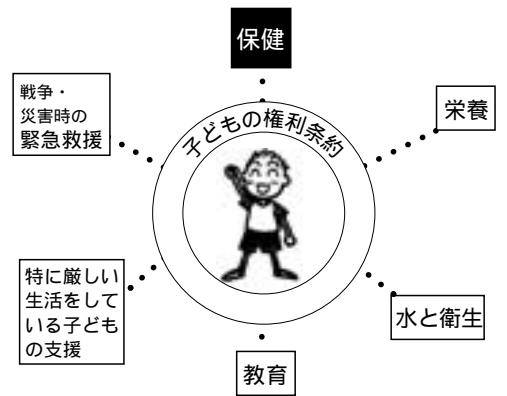 保健
戦争・
災害時の
緊急救援
栄養
子どもの権利条約
特に厳しい
生活をして
いる子ども
の支援
水と衛生
教育